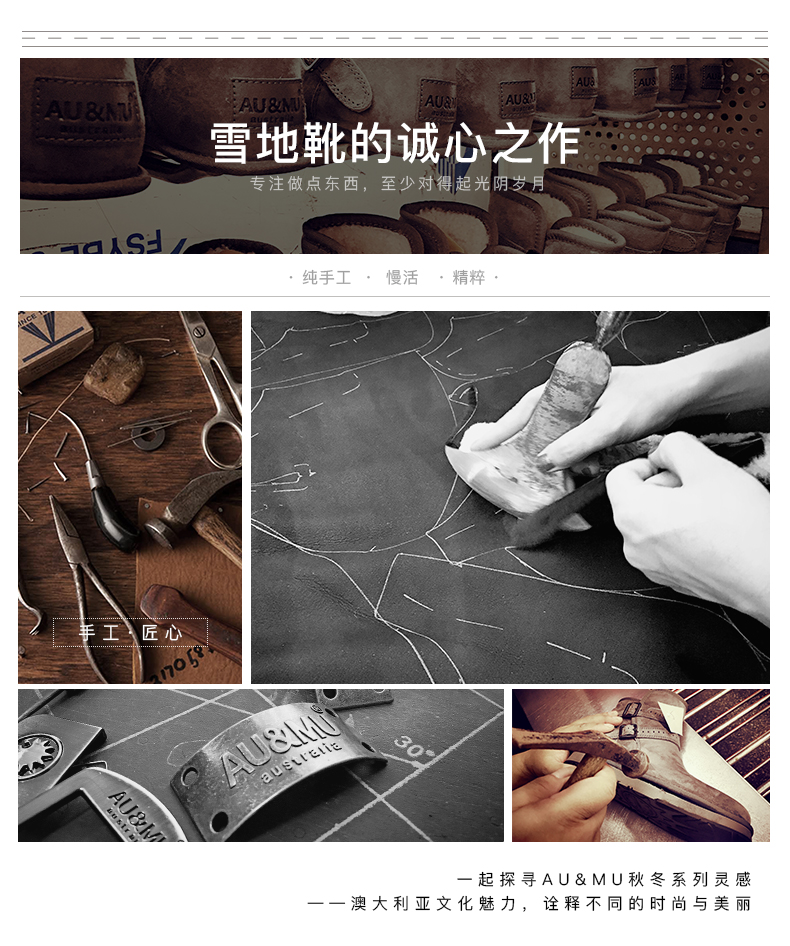 AU&MU
AU&MU
AU&MU
australia
雪地靴的诚心之作
专注做点东西，至少对得起光阴岁月
· 纯手工 · 慢活 · 精粹 ·
手工·匠心
AU&MU
australia
30°
AU&MU
一起探寻AU&MU秋冬系列灵感
——澳大利亚文化魅力，诠释不同的时尚与美丽